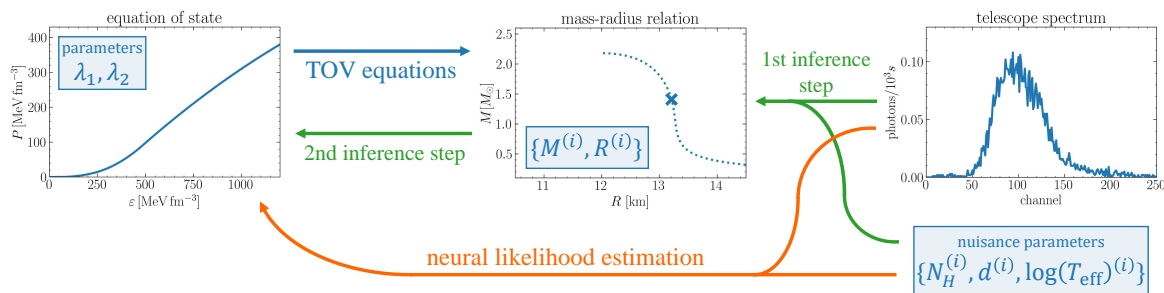 equation of state
parameters
λ₁, λ₂
P [MeV fm⁻³]
400
300
200
100
0
0 250 500 750 1000
ε [MeV fm⁻³]
TOV equations
2nd inference step
mass-radius relation
M [M☉]
2.5
2.0
1.5
1.0
0.5
{M⁽ⁱ⁾, R⁽ⁱ⁾}
11 12 13 14
R [km]
1st inference
step
telescope spectrum
photons/10³s
0.10
0.05
0.00
0 50 100 150 200 250
channel
neural likelihood estimation
nuisance parameters
{N_H⁽ⁱ⁾, d⁽ⁱ⁾, log(T_eff)⁽ⁱ⁾}